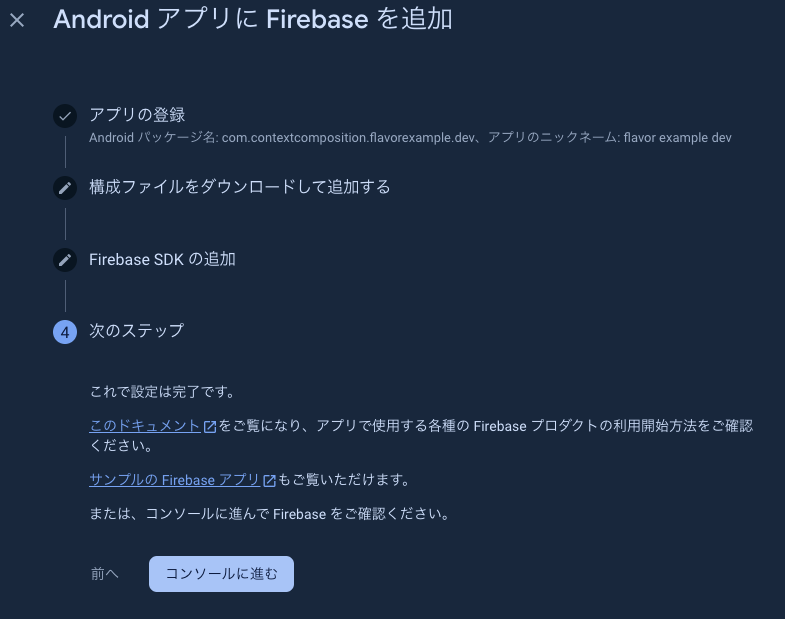 Android アプリに Firebase を追加
アプリの登録
Android パッケージ名: com.contextcomposition.flavorexample.dev、アプリのニックネーム: flavor example dev
構成ファイルをダウンロードして追加する
Firebase SDK の追加
4 次のステップ
これで設定は完了です。
このドキュメントをご覧になり、アプリで使用する各種の Firebase プロダクトの利用開始方法をご確認
ください。
サンプルの Firebase アプリもご覧いただけます。
または、コンソールに進んで Firebase をご確認ください。
前へ コンソールに進む